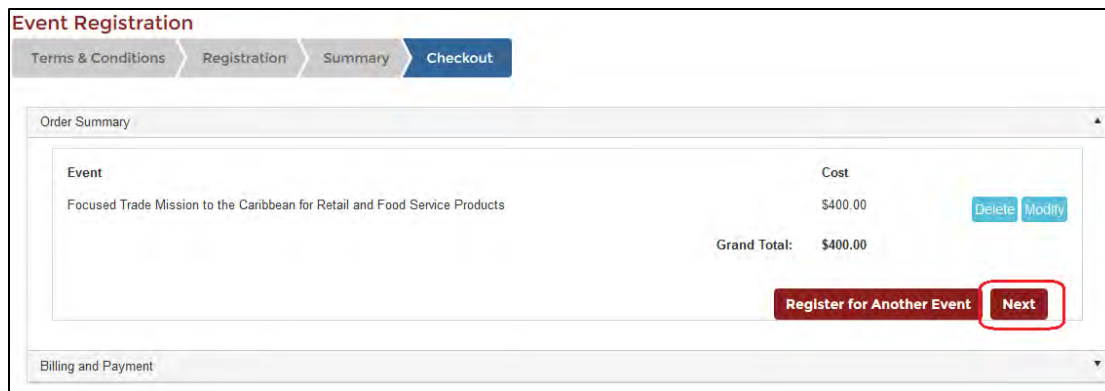 Event Registration
Terms & Conditions Registration Summary Checkout
Order Summary
Event Cost
Focused Trade Mission to the Caribbean for Retail and Food Service Products $400.00 Delete Modify
Grand Total: $400.00
Register for Another Event Next
Billing and Payment